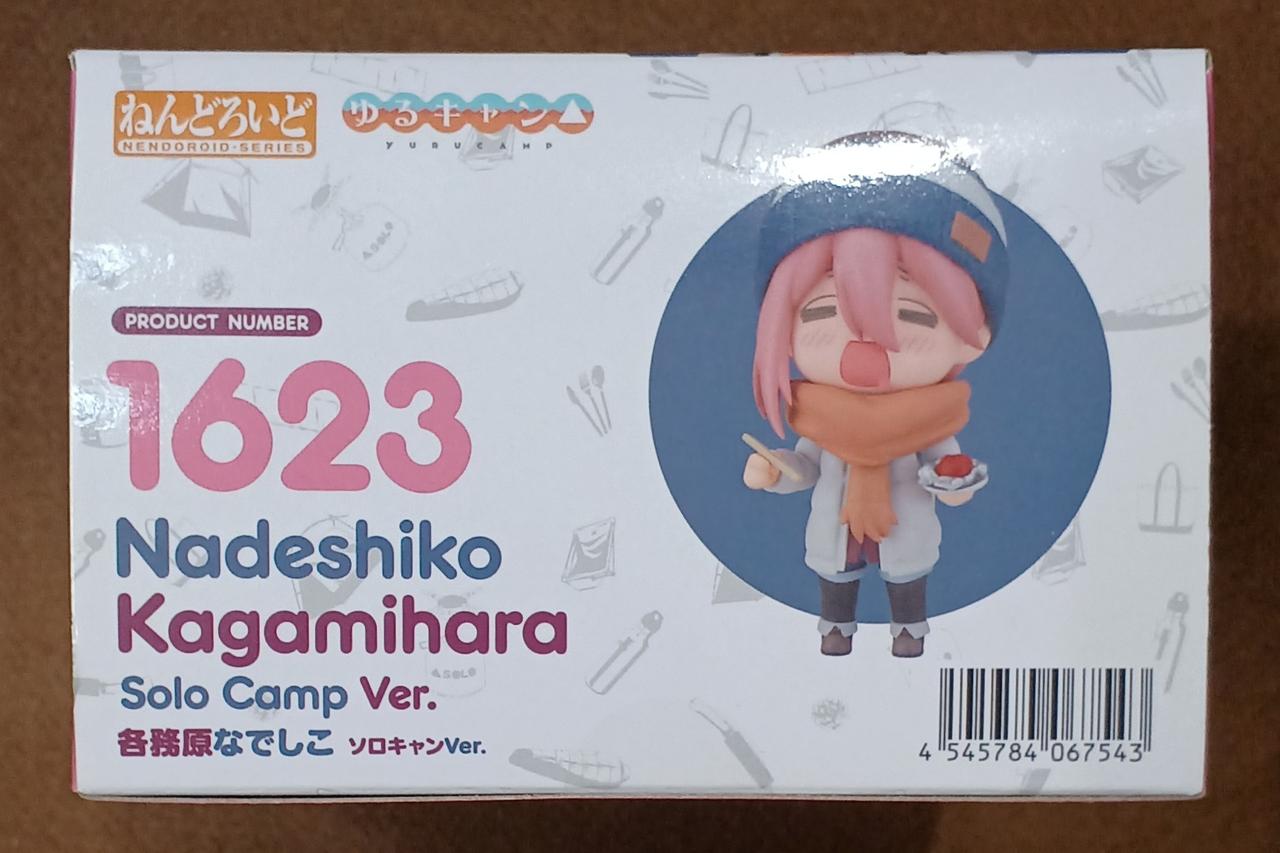 ねんどろいど
NENDOROID・SERIES
ゆるキャン△
YURUCAMP
ASOLO
PRODUCT NUMBER
1623
Nadeshiko
Kagamihara
ASOLO
Solo Camp Ver.
各務原なでしこ ソロキャンVer.
4 545784 067543